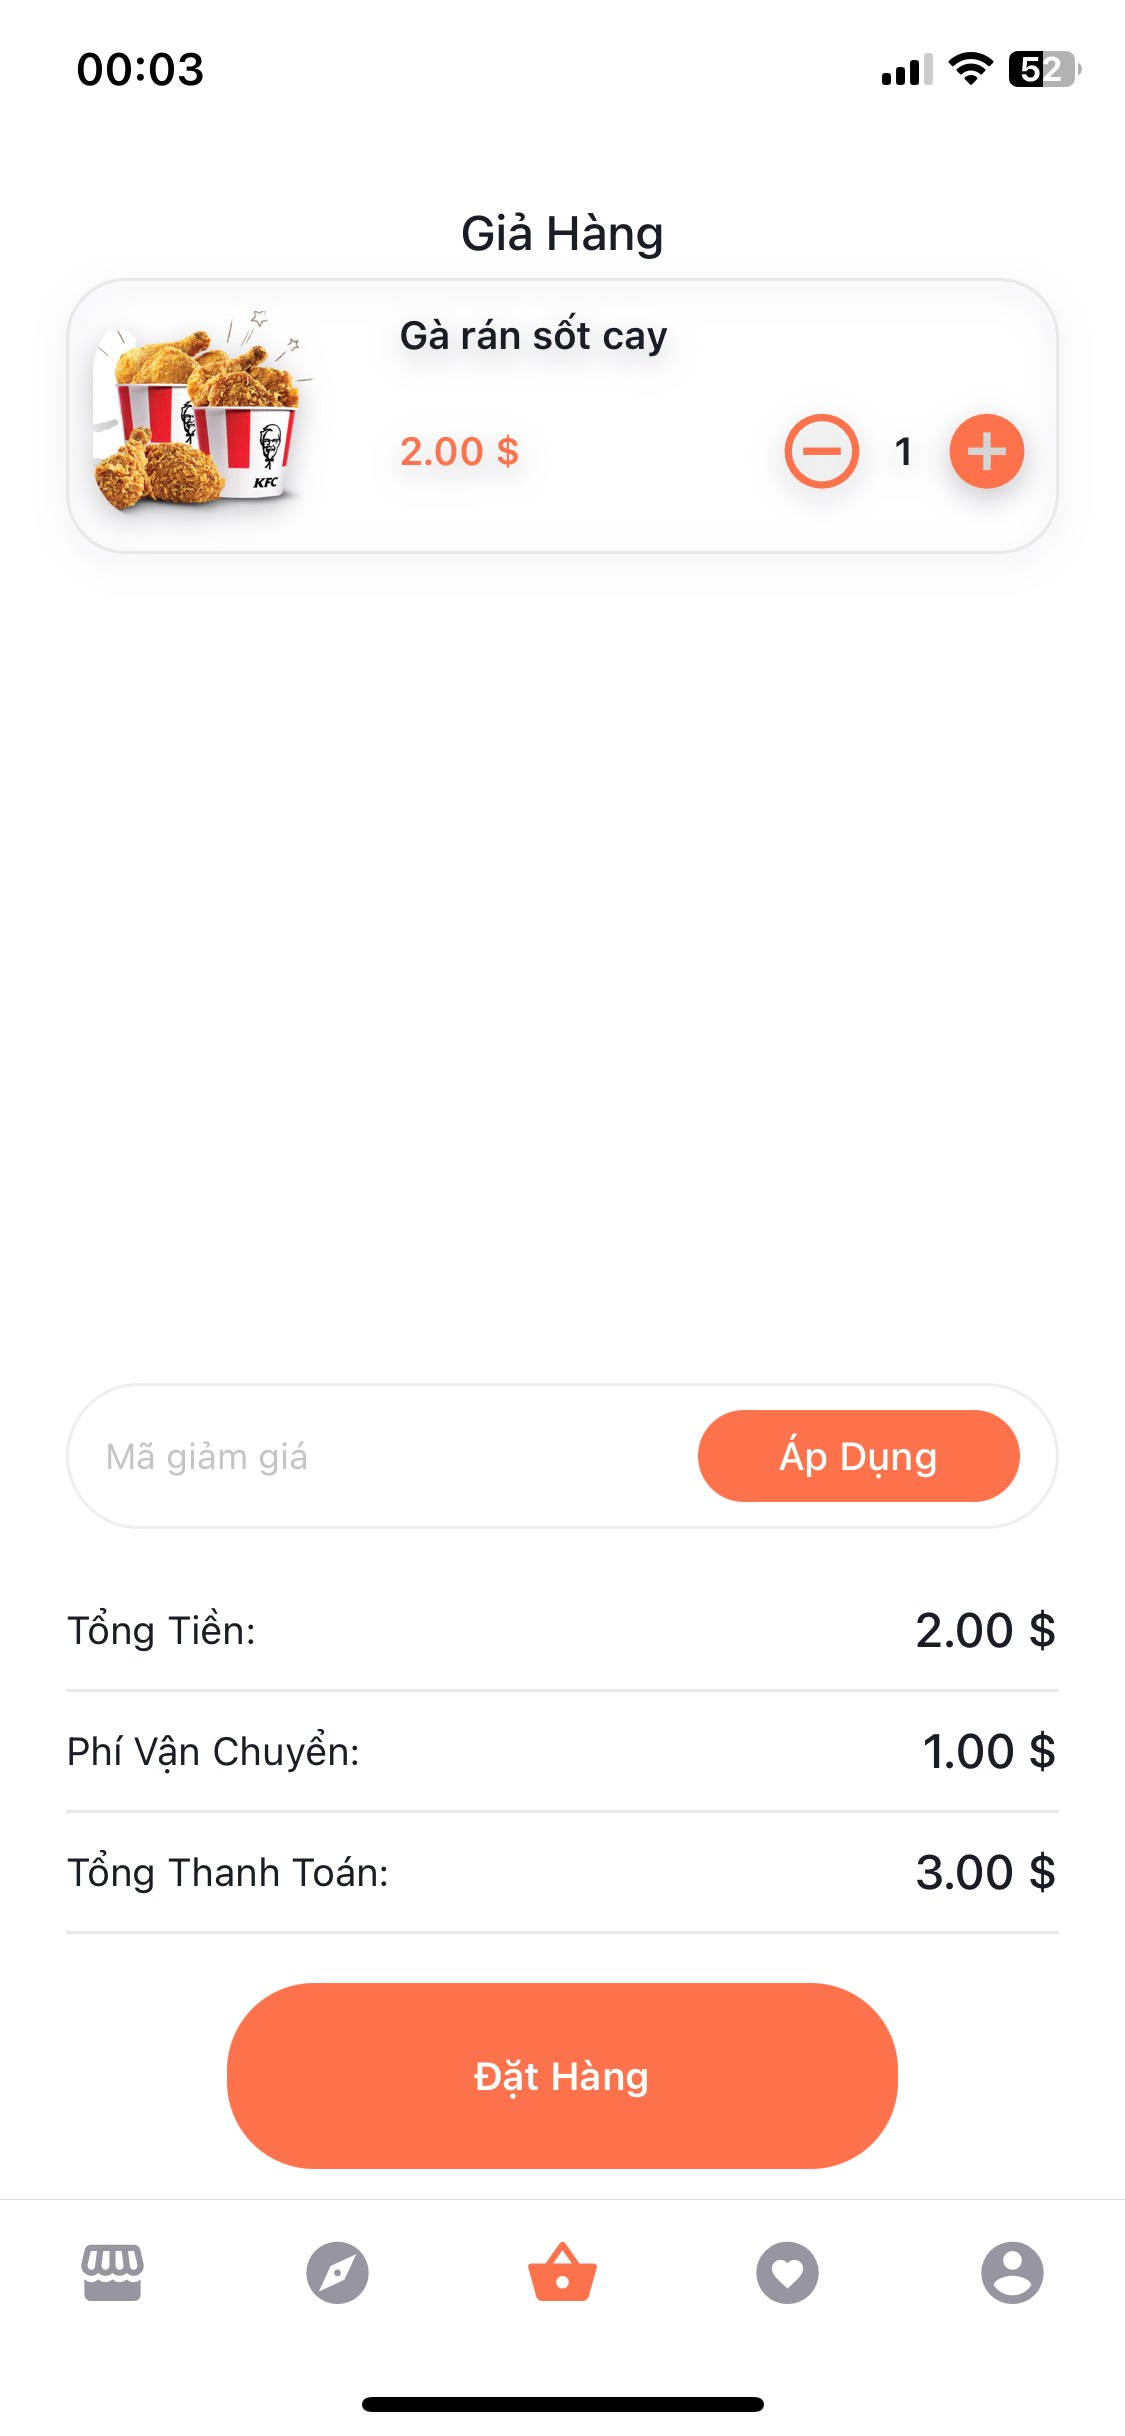 00:03
52
Giả Hàng
Gà rán sốt cay
KFC
2.00 $
1
Mã giảm giá
Áp Dụng
Tổng Tiền:
2.00 $
Phí Vận Chuyển:
1.00 $
Tổng Thanh Toán:
3.00 $
Đặt Hàng